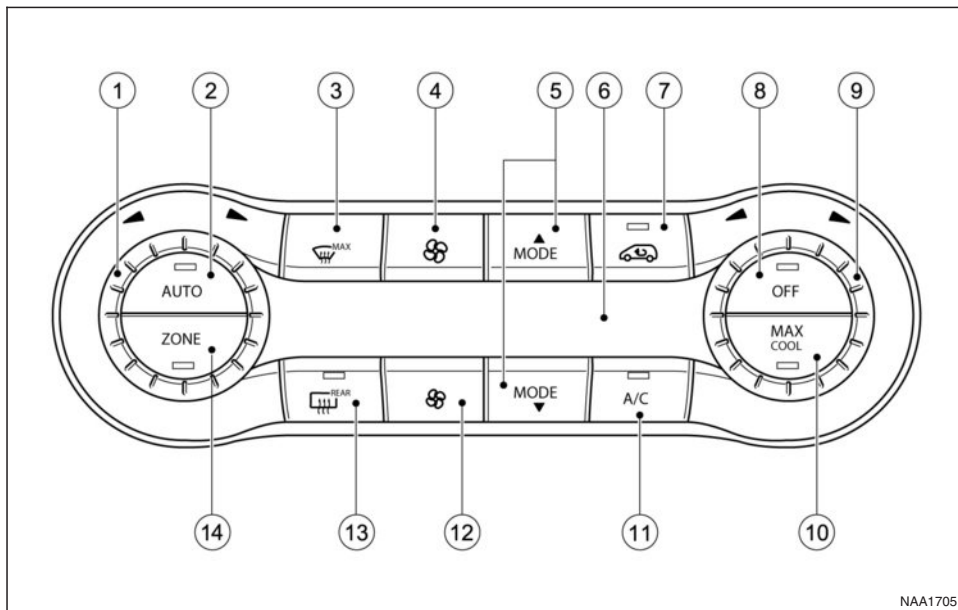 1 2 3 4 5 6 7 8 9
MAX
MODE
AUTO
OFF
ZONE
MAX
COOL
REAR
MODE
A/C
14 13 12 11 10
NAA1705